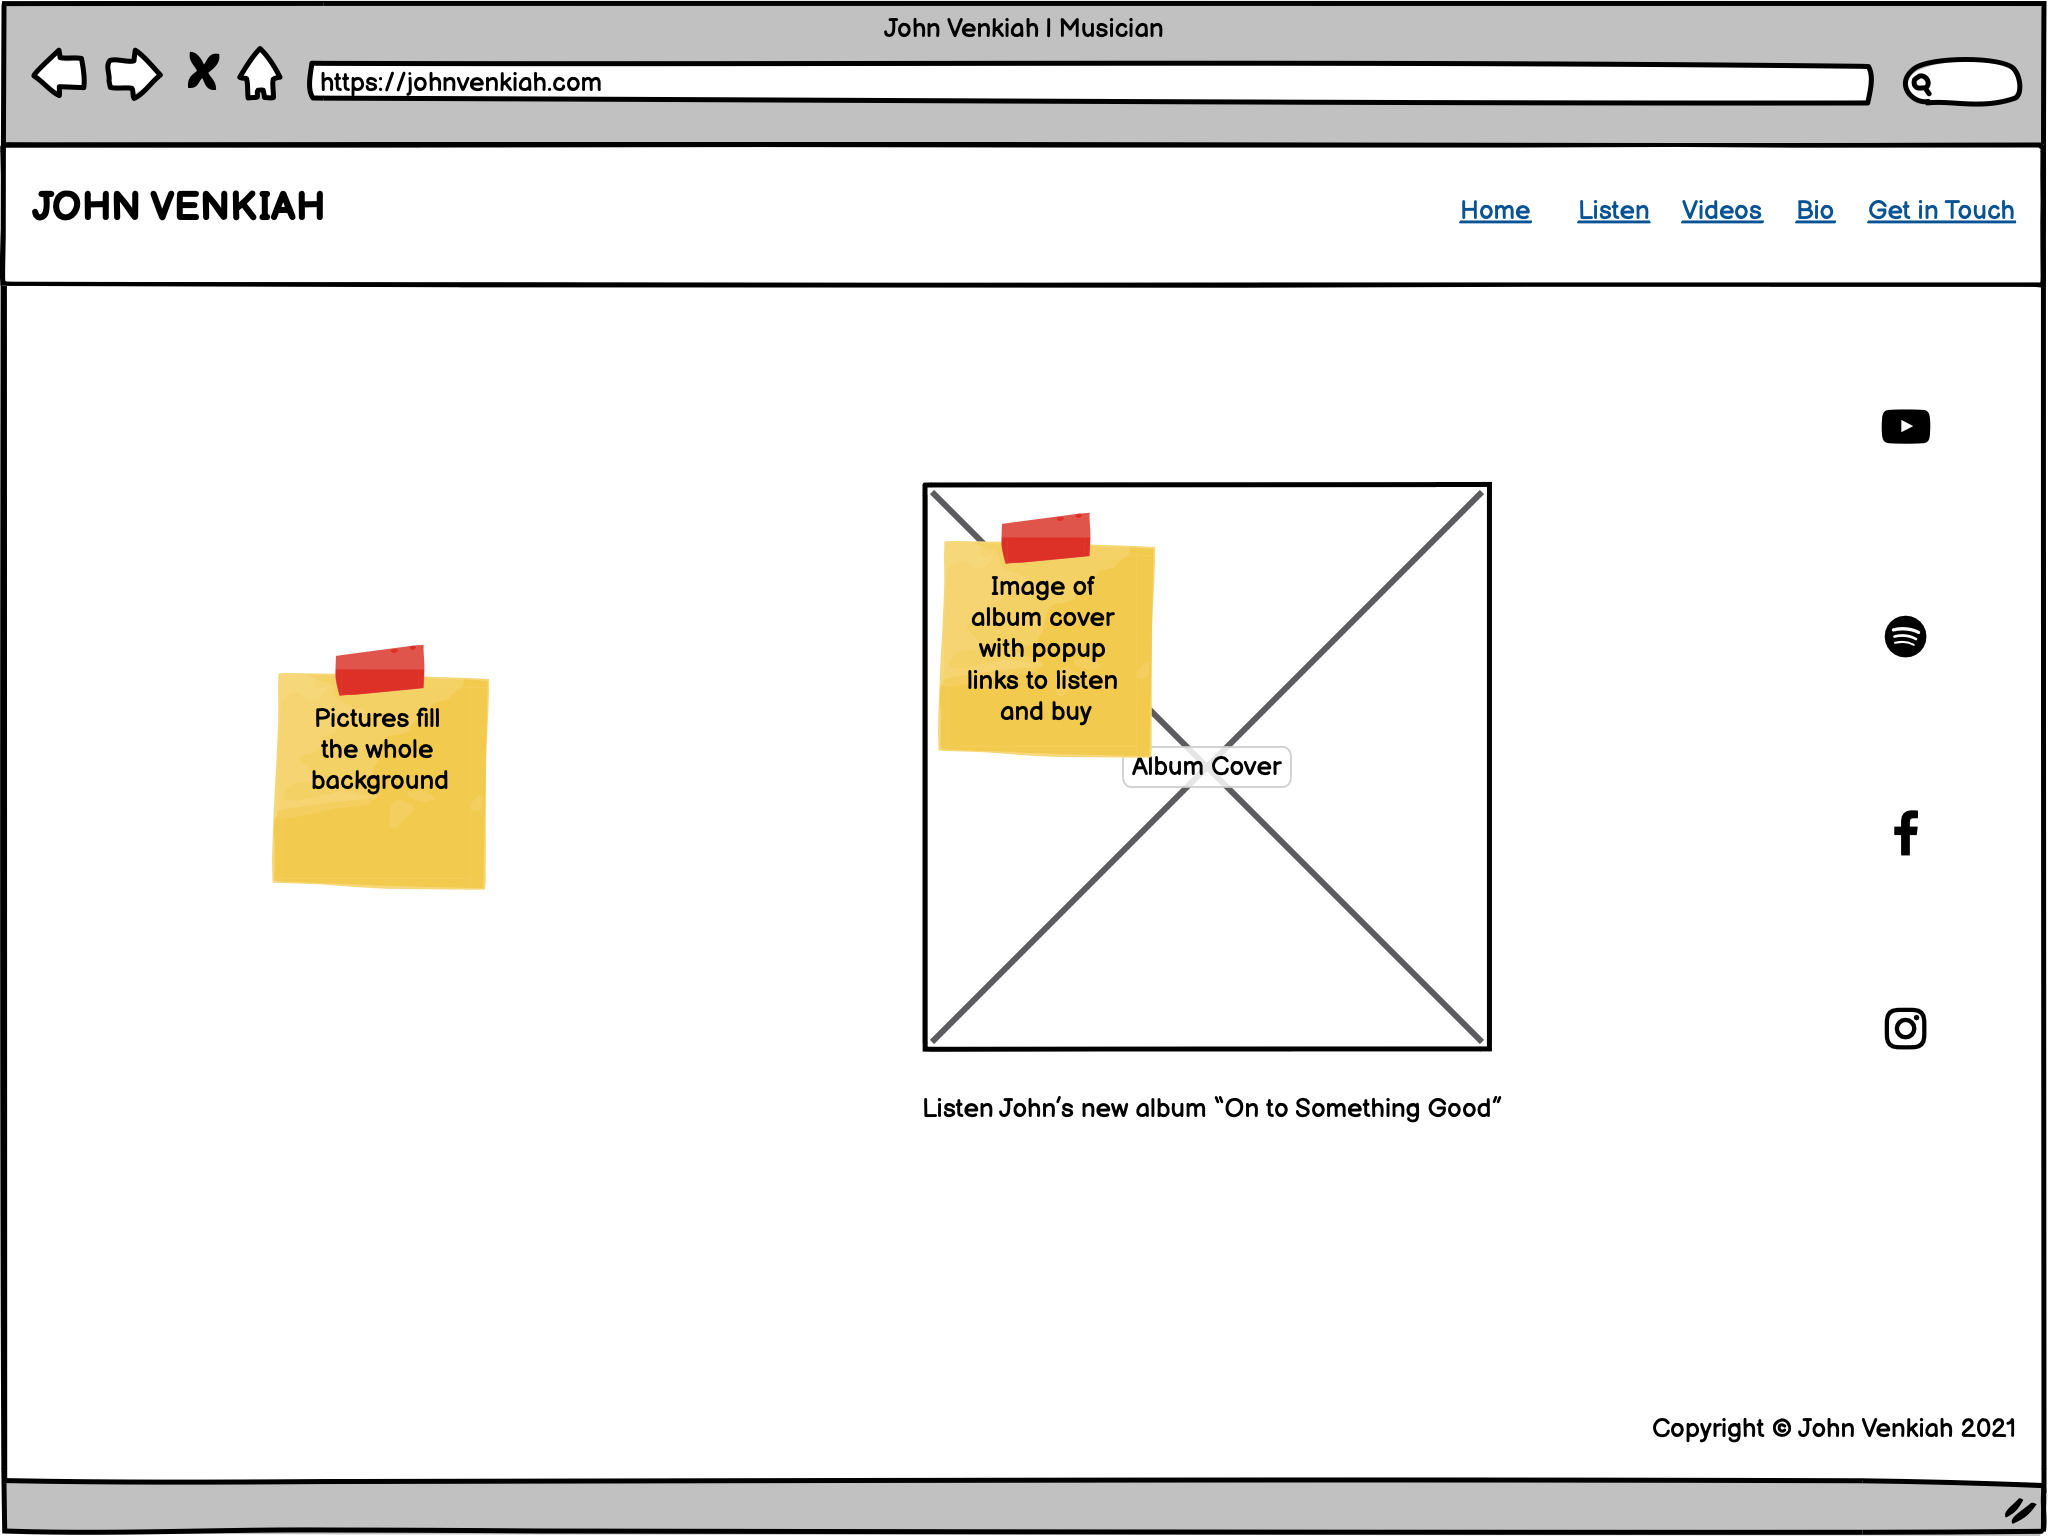 John Venkiah | Musician
https://johnvenkiah.com
JOHN VENKIAH
Home Listen Videos Bio Get in Touch
Image of
album cover
with popup
links to listen
and buy
Pictures fill
the whole
background
Album Cover
Listen John's new album “On to Something Good”
Copyright © John Venkiah 2021